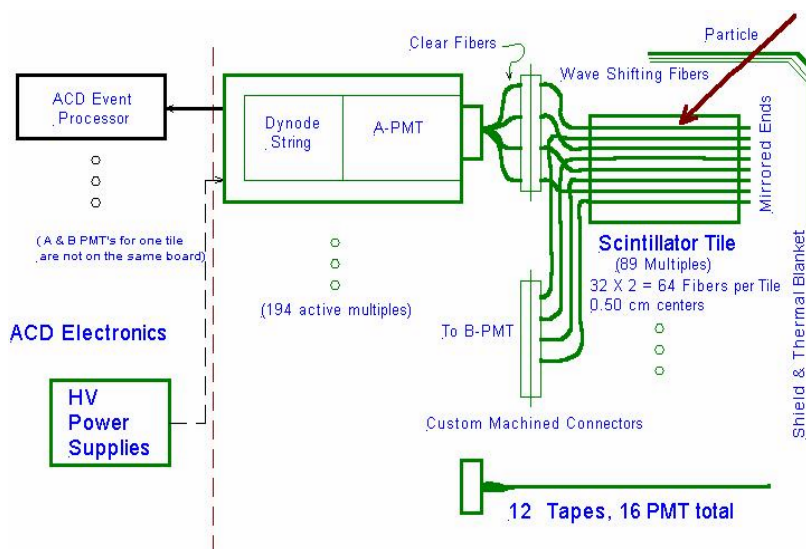 Clear Fibers
Particle
Wave Shifting Fibers
ACD Event
Processor
Dynode
String
A-PMT
Mirrored Ends
( A & B PMT's for one tile
are not on the same board)
Scintillator Tile
(89 Multiples)
32 X 2 = 64 Fibers per Tile
0.50 cm centers
(194 active multiples)
To B-PMT
ACD Electronics
HV
Power
Supplies
Custom Machined Connectors
Shield & Thermal Blanket
12 Tapes, 16 PMT total